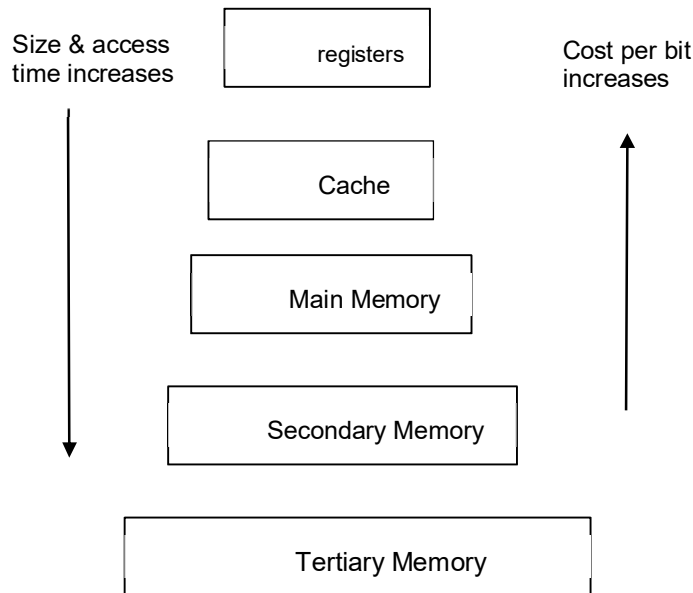 Size & access
time increases
registers
Cost per bit
increases
Cache
Main Memory
Secondary Memory
Tertiary Memory